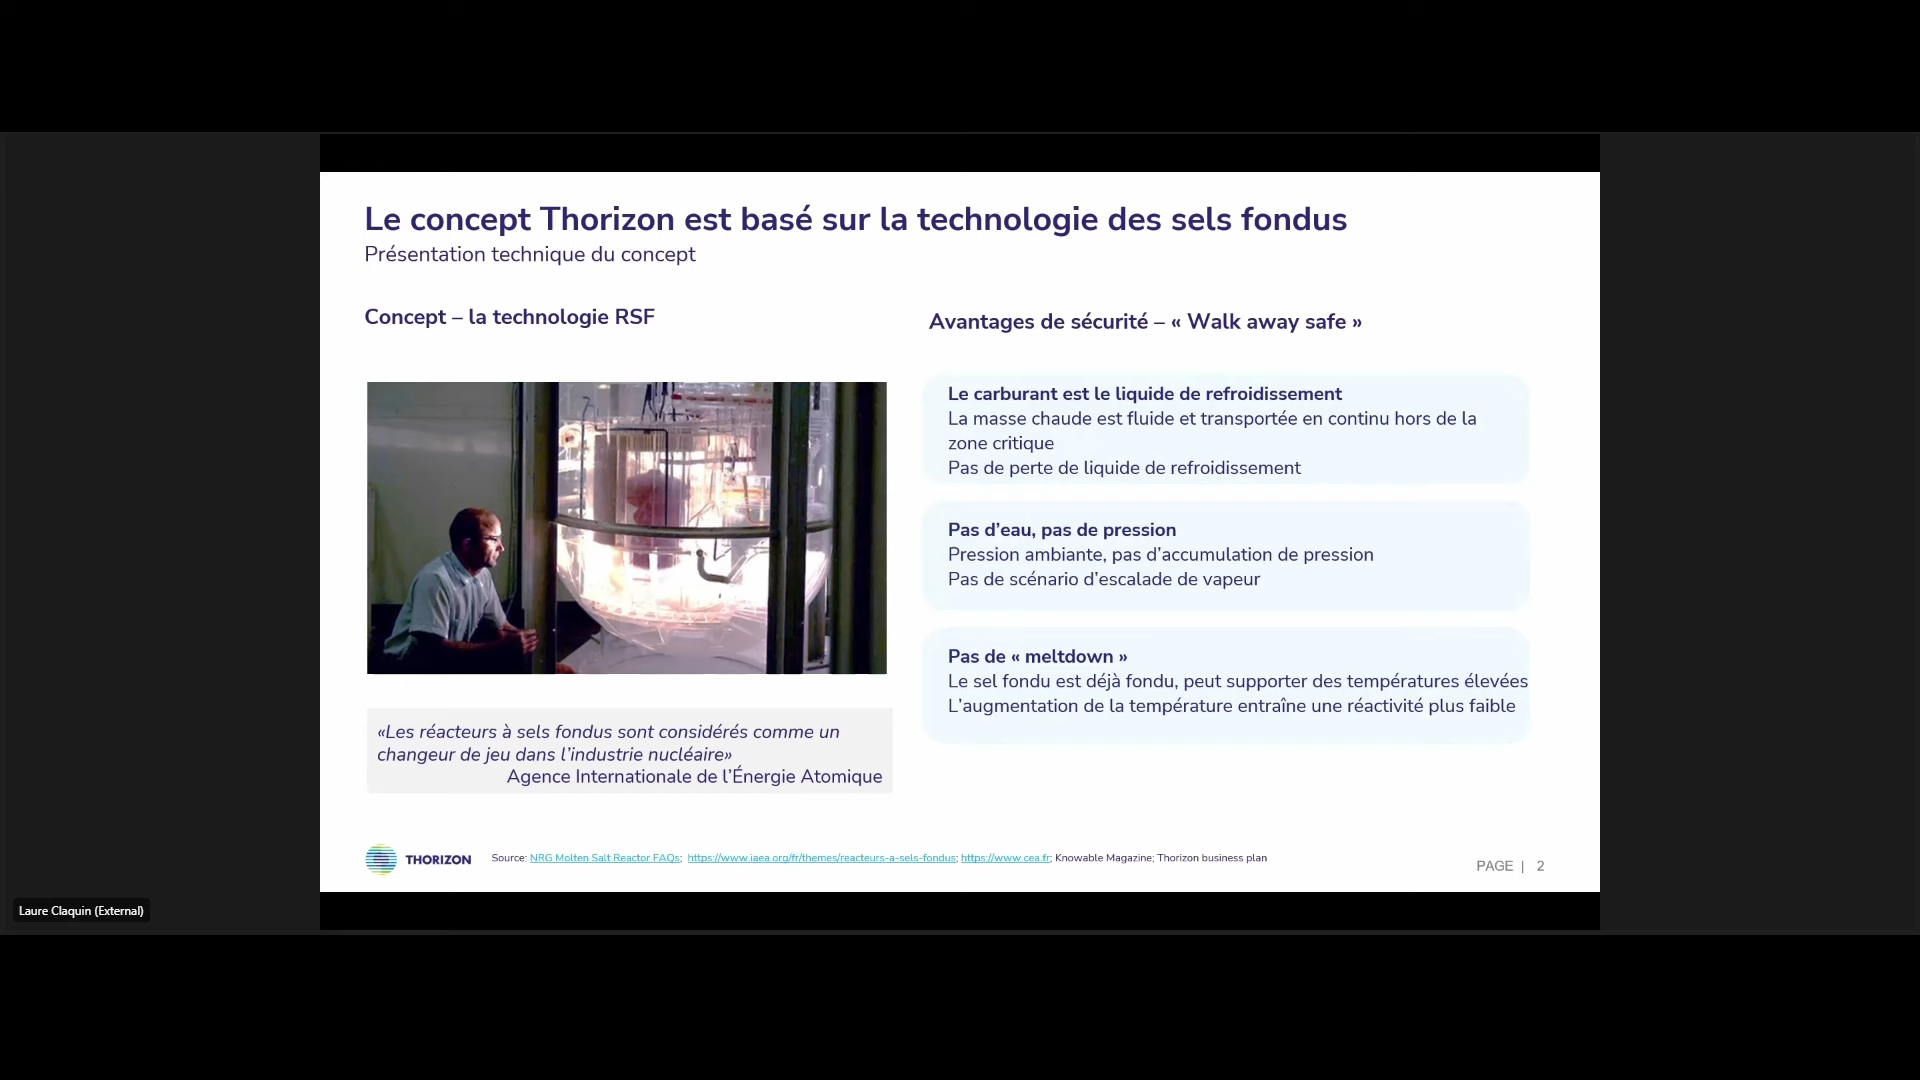 Le concept Thorizon est basé sur la technologie des sels fondus
Présentation technique du concept
Concept – la technologie RSF
«Les réacteurs à sels fondus sont considérés comme un
changeur de jeu dans l’industrie nucléaire»
Agence Internationale de l’Énergie Atomique
Avantages de sécurité – « Walk away safe »
Le carburant est le liquide de refroidissement
La masse chaude est fluide et transportée en continu hors de la
zone critique
Pas de perte de liquide de refroidissement
Pas d’eau, pas de pression
Pression ambiante, pas d’accumulation de pression
Pas de scénario d’escalade de vapeur
Pas de « meltdown »
Le sel fondu est déjà fondu, peut supporter des températures élevées
L’augmentation de la température entraîne une réactivité plus faible
THORIZON
Source: NRG Molten Salt Reactor FAQs; https://www.iaea.org/fr/themes/reacteurs-a-sels-fondus; https://www.cea.fr; Knowable Magazine; Thorizon business plan
PAGE | 2
Laure Claquin (External)